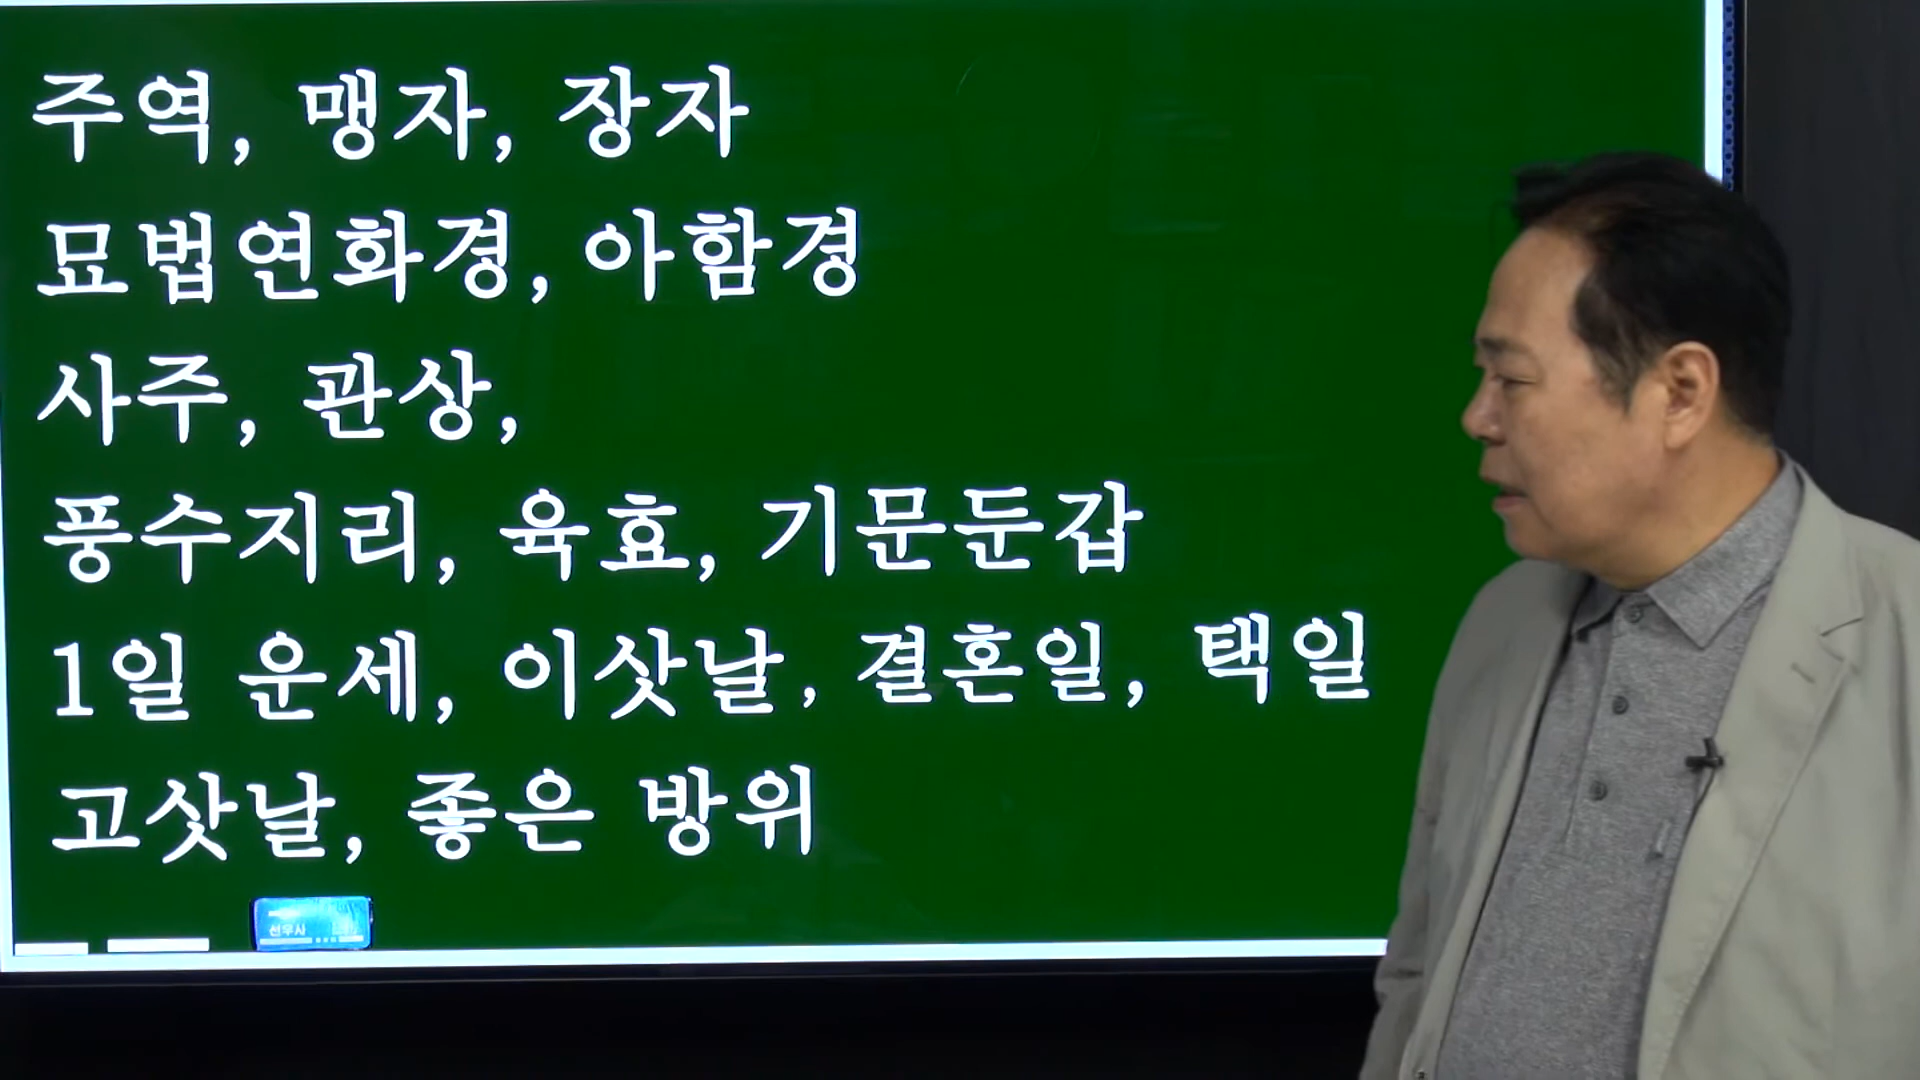 주역, 맹자, 장자
묘법연화경, 아함경
사주, 관상,
풍수지리, 육효, 기문둔갑
1일 운세, 이삿날, 결혼일, 택일
고삿날, 좋은 방위